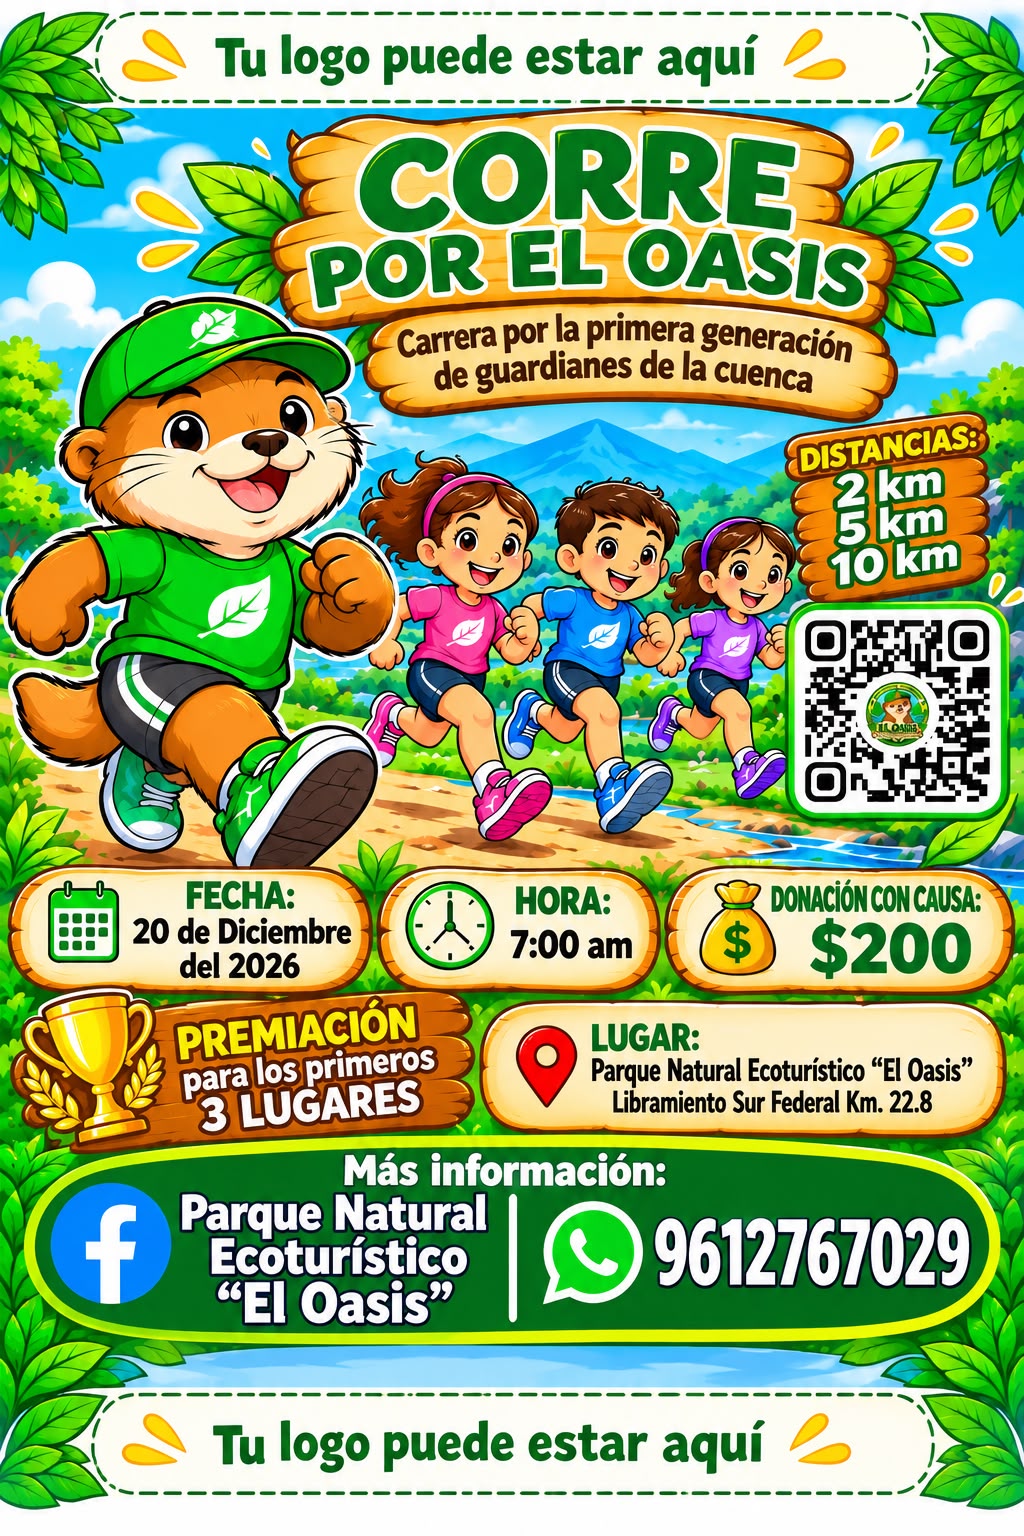 Tu logo puede estar aquí
CORRE
POR EL OASIS
Carrera por la primera generación
de guardianes de la cuenca
DISTANCIAS:
2 km
5 km
10 km
EL OASIS
FECHA:
20 de Diciembre
del 2026
HORA:
7:00 am
DONACIÓN CON CAUSA:
$200
PREMIACIÓN
para los primeros
3 LUGARES
LUGAR:
Parque Natural Ecoturístico “El Oasis”
Libramiento Sur Federal Km. 22.8
Más información:
Parque Natural
Ecoturístico
“El Oasis”
9612767029
Tu logo puede estar aquí